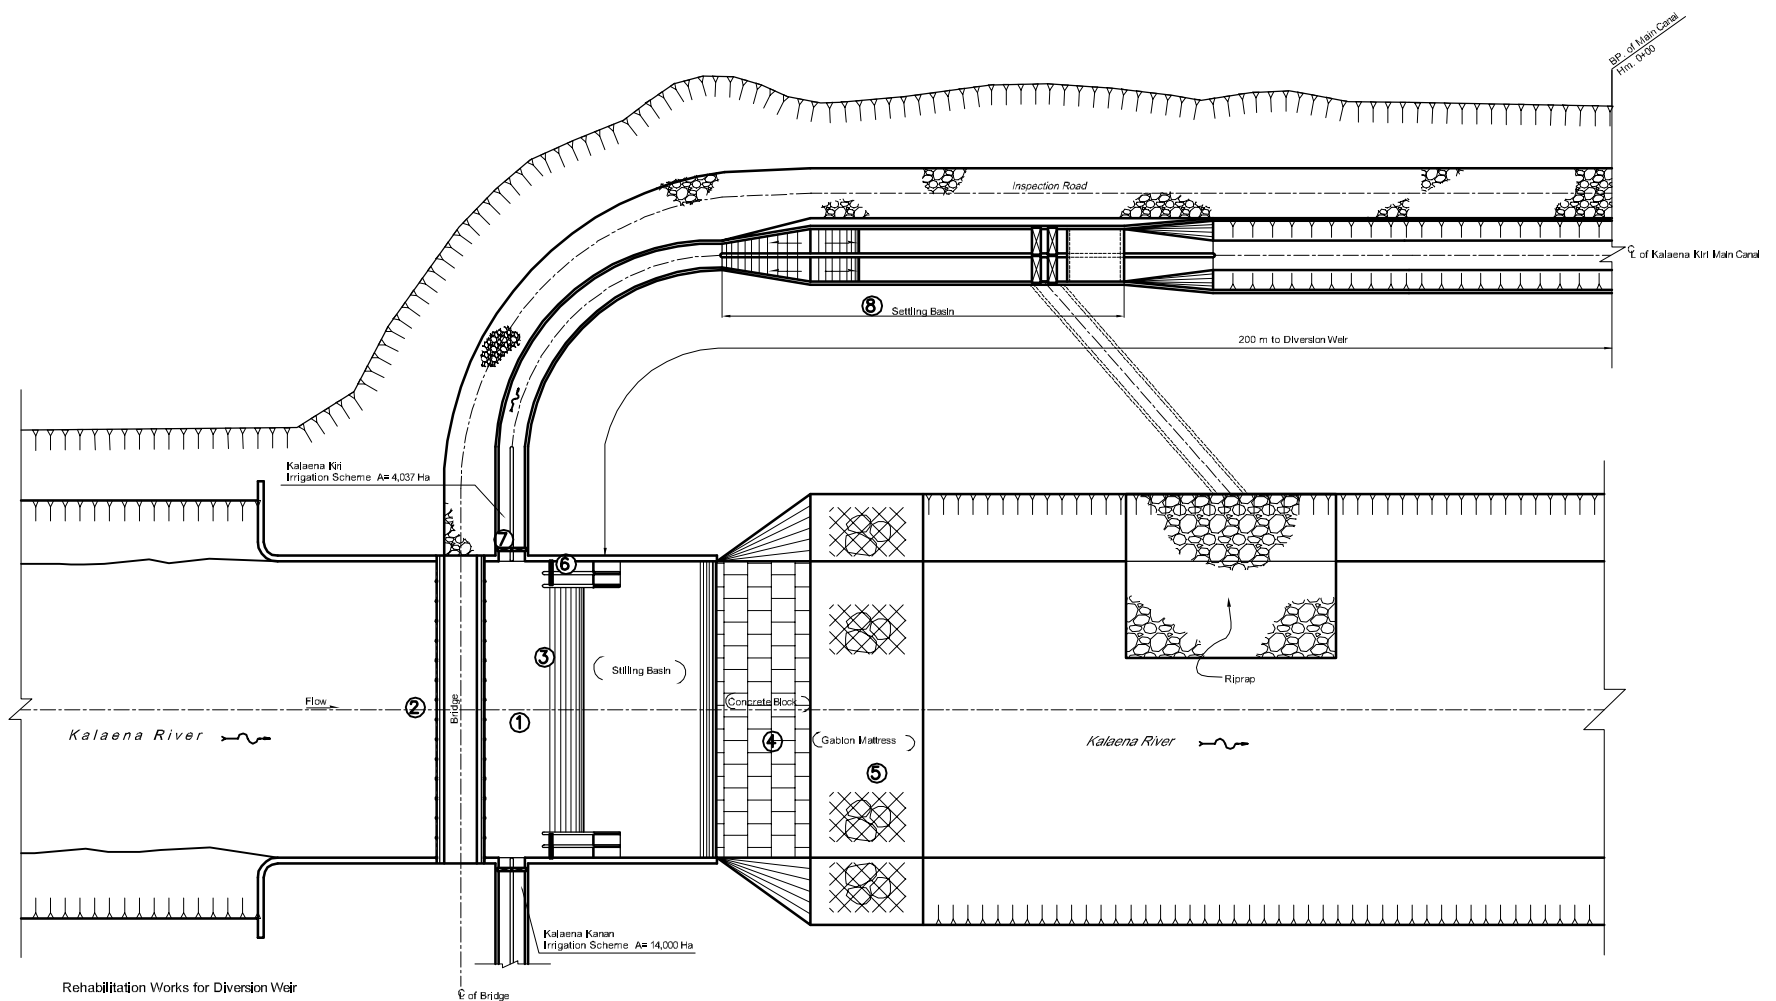 BP. of Main Canal
Hm. 0+00
Inspection Road
℄ of Kalaena Kiri Main Canal
⑧ Settling Basin
200 m to Diversion Weir
Kalaena Kiri
Irrigation Scheme A= 4,037 Ha
⑦
⑥
③
Stilling Basin
Riprap
Flow
②
Bridge
①
Concrete Block
Kalaena River
④
Gabion Mattress
Kalaena River
⑤
Kalaena Kanan
Irrigation Scheme A= 14,000 Ha
Rehabilitation Works for Diversion Weir
℄ of Bridge